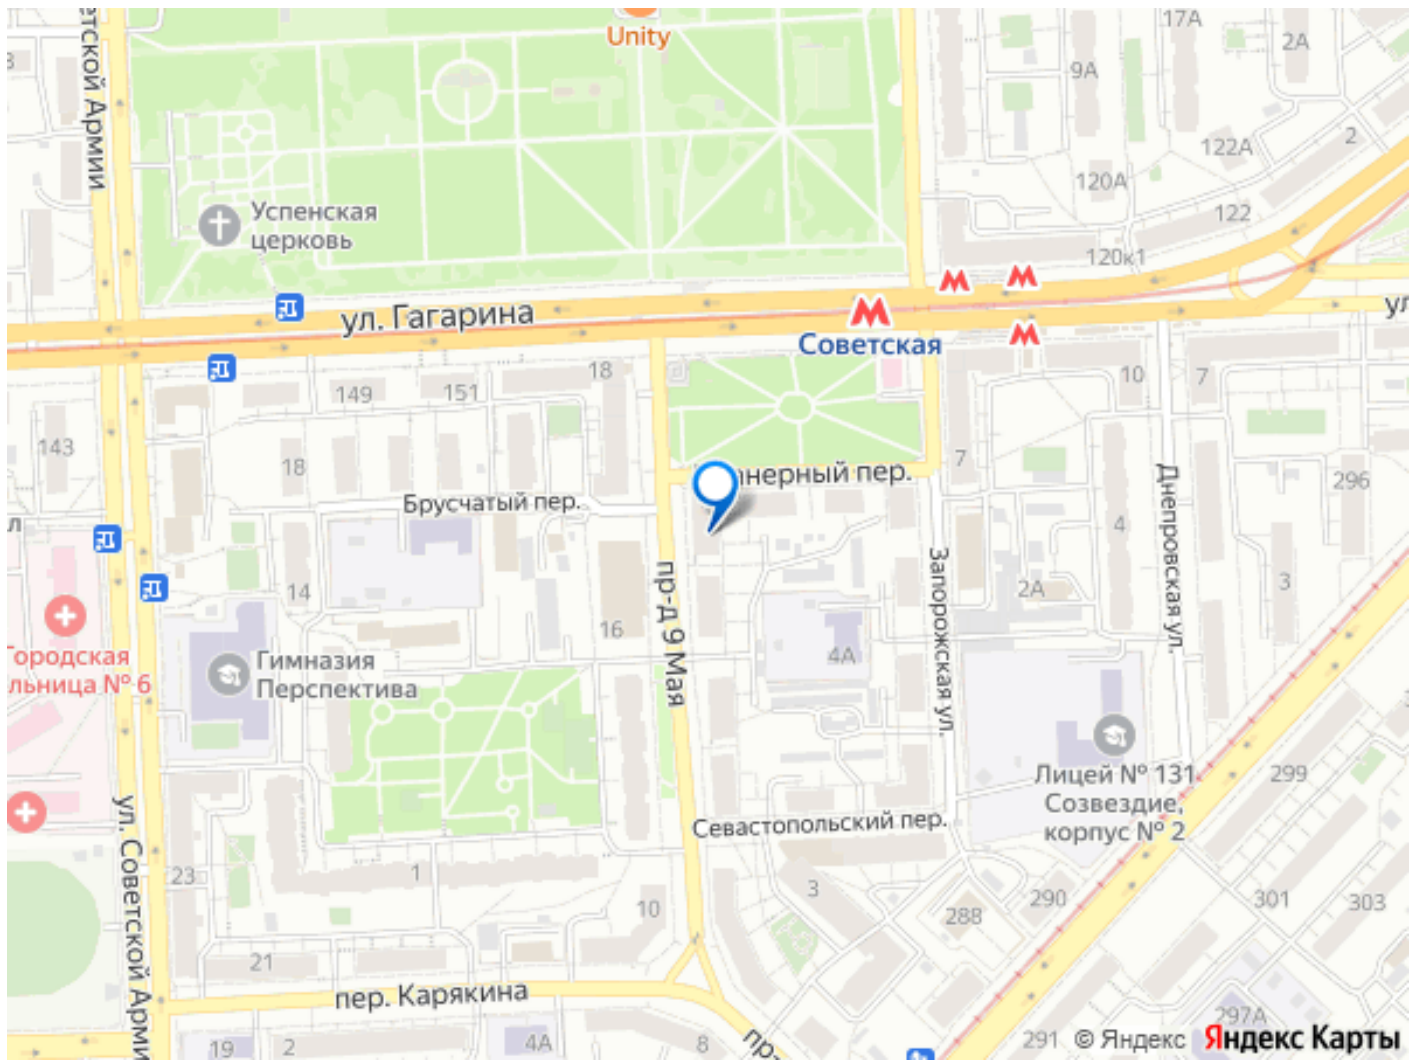 етской Армии
Unity
17А
2А
9А
3
2
122А
120А
122
120к1
Успенская
церковь
ул. Гагарина
ул
Советская
18
149
151
10
7
143
18
7
нерный пер.
Брусчатый пер.
296
Днепровская ул.
л
4
14
16
пр-д 9 Мая
Запорожская ул.
2А
3
4А
Городская
льница № 6
Гимназия
Перспектива
Лицей № 131
Созвездие,
корпус № 2
299
Севастопольский пер.
ул. Советской Арми
23
1
3
10
290
288
301
303
21
пер. Карякина
297А
19
2
4А
8
пр-
291
© Яндекс
Яндекс Карты